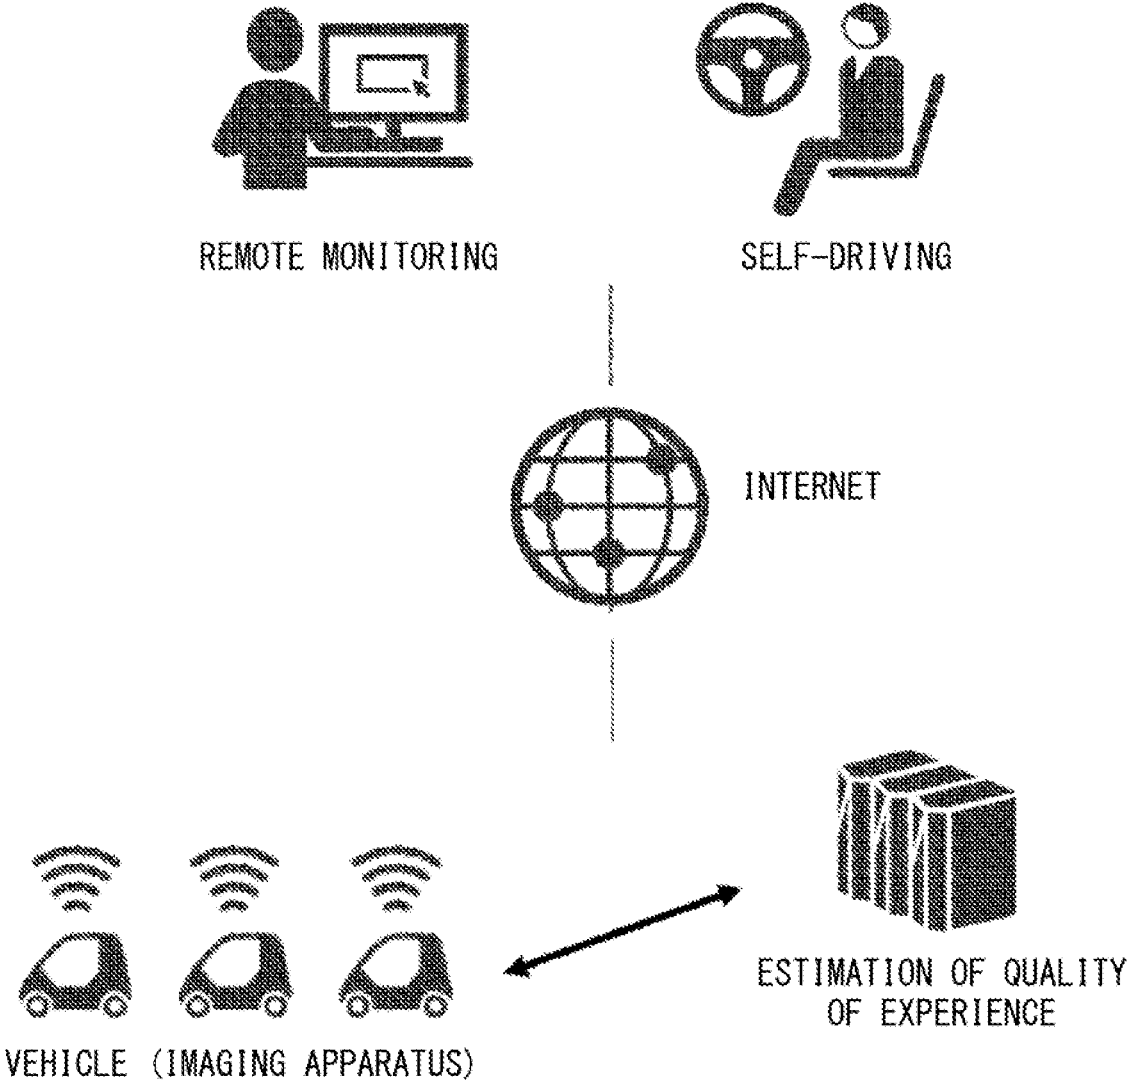 REMOTE MONITORING
SELF-DRIVING
INTERNET
ESTIMATION OF QUALITY
OF EXPERIENCE
VEHICLE (IMAGING APPARATUS)